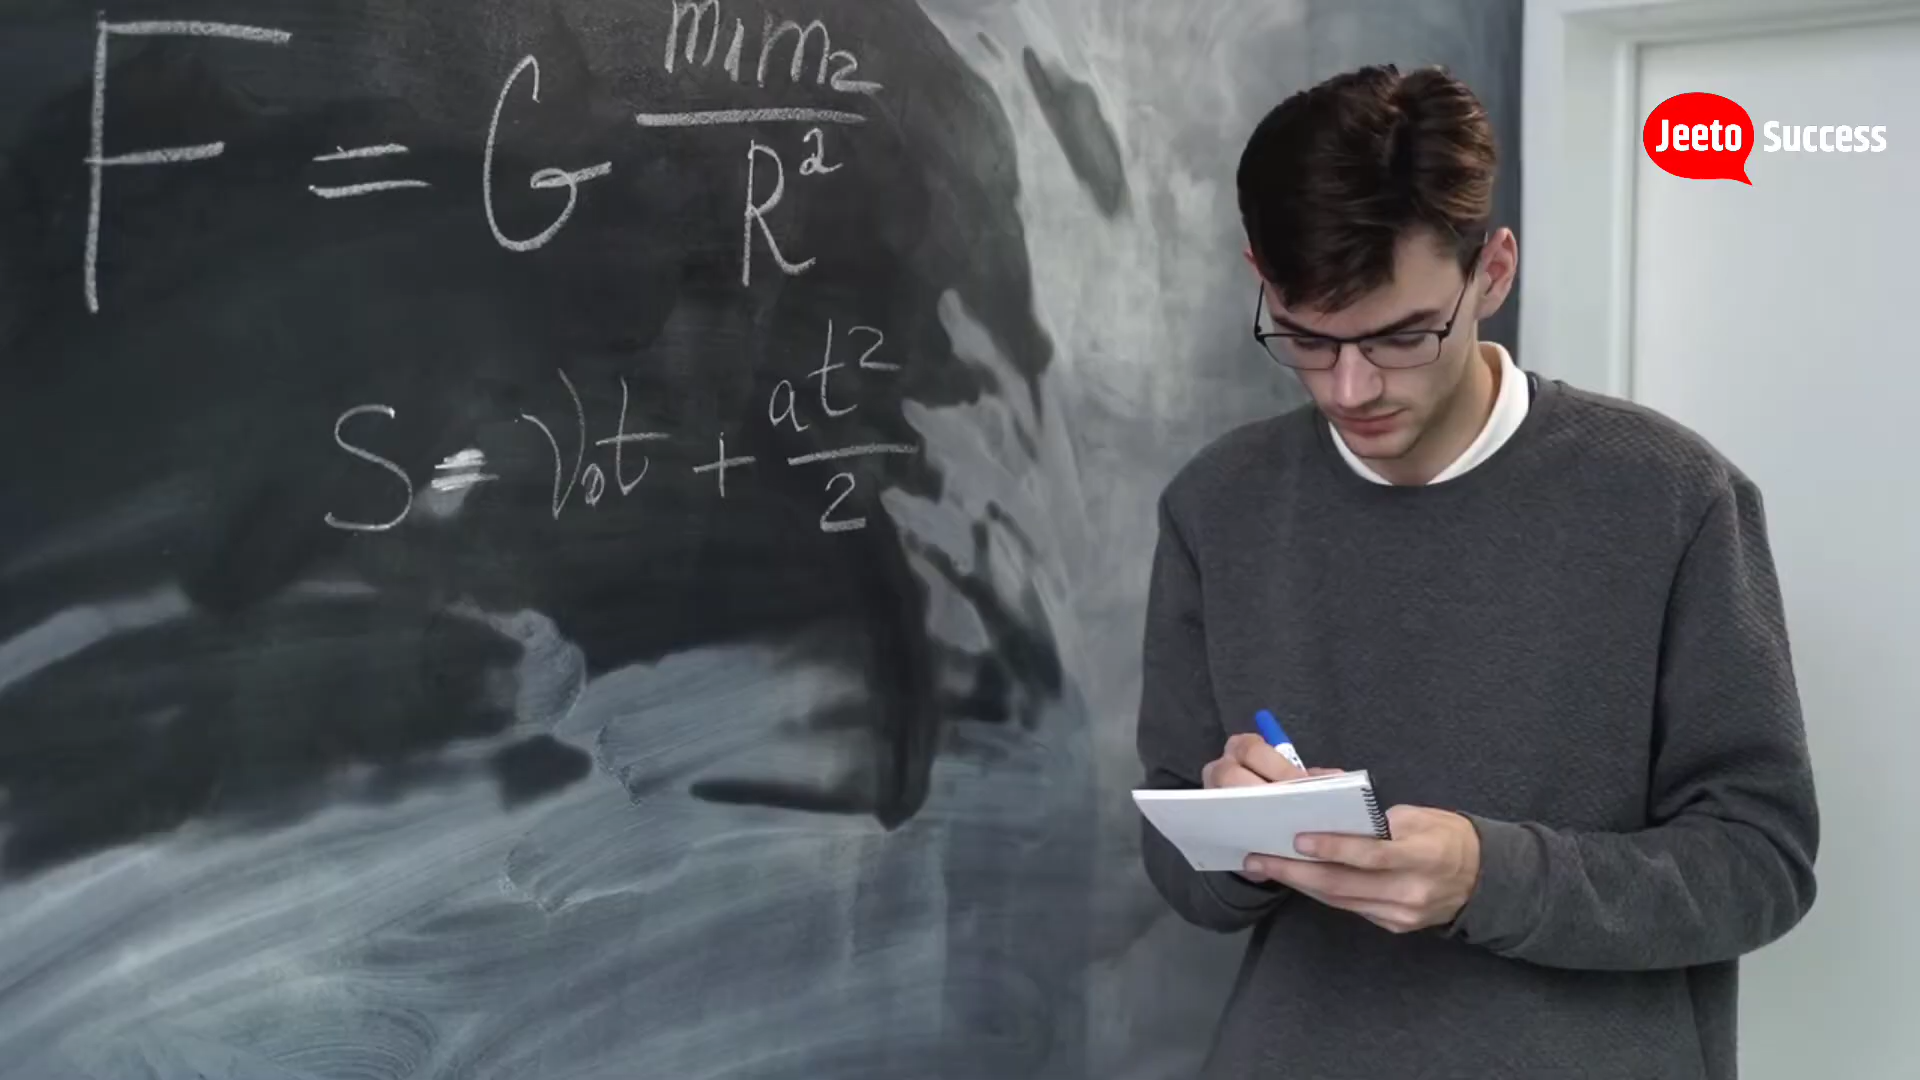 F = G m₁m₂/R²
S = V₀t + at²/2
Jeeto Success